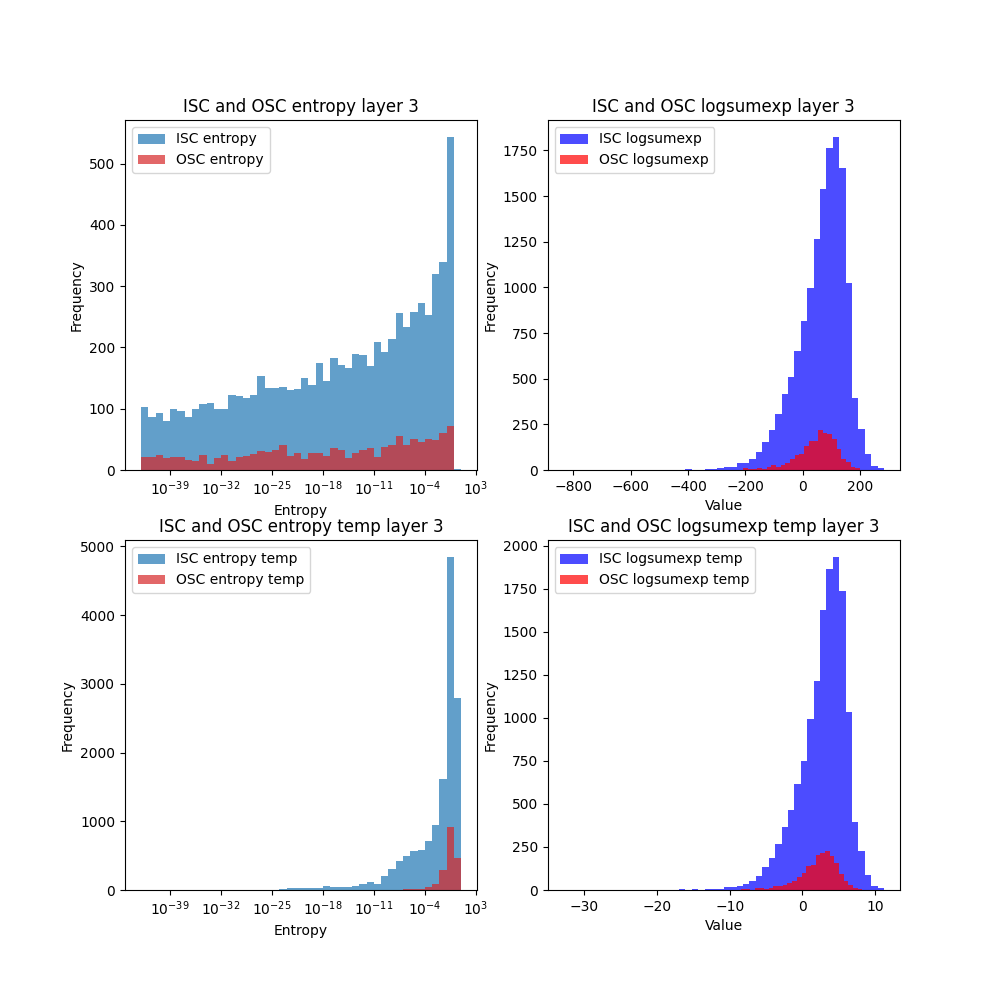 ISC and OSC entropy layer 3
ISC entropy
OSC entropy
500
400
300
200
100
0
Frequency
10⁻³⁹ 10⁻³² 10⁻²⁵ 10⁻¹⁸ 10⁻¹¹ 10⁻⁴ 10³
Entropy
ISC and OSC logsumexp layer 3
ISC logsumexp
OSC logsumexp
1750
1500
1250
1000
750
500
250
0
Frequency
−800 −600 −400 −200 0 200
Value
ISC and OSC entropy temp layer 3
ISC entropy temp
OSC entropy temp
5000
4000
3000
2000
1000
0
Frequency
10⁻³⁹ 10⁻³² 10⁻²⁵ 10⁻¹⁸ 10⁻¹¹ 10⁻⁴ 10³
Entropy
ISC and OSC logsumexp temp layer 3
ISC logsumexp temp
OSC logsumexp temp
2000
1750
1500
1250
1000
750
500
250
0
Frequency
−30 −20 −10 0 10
Value